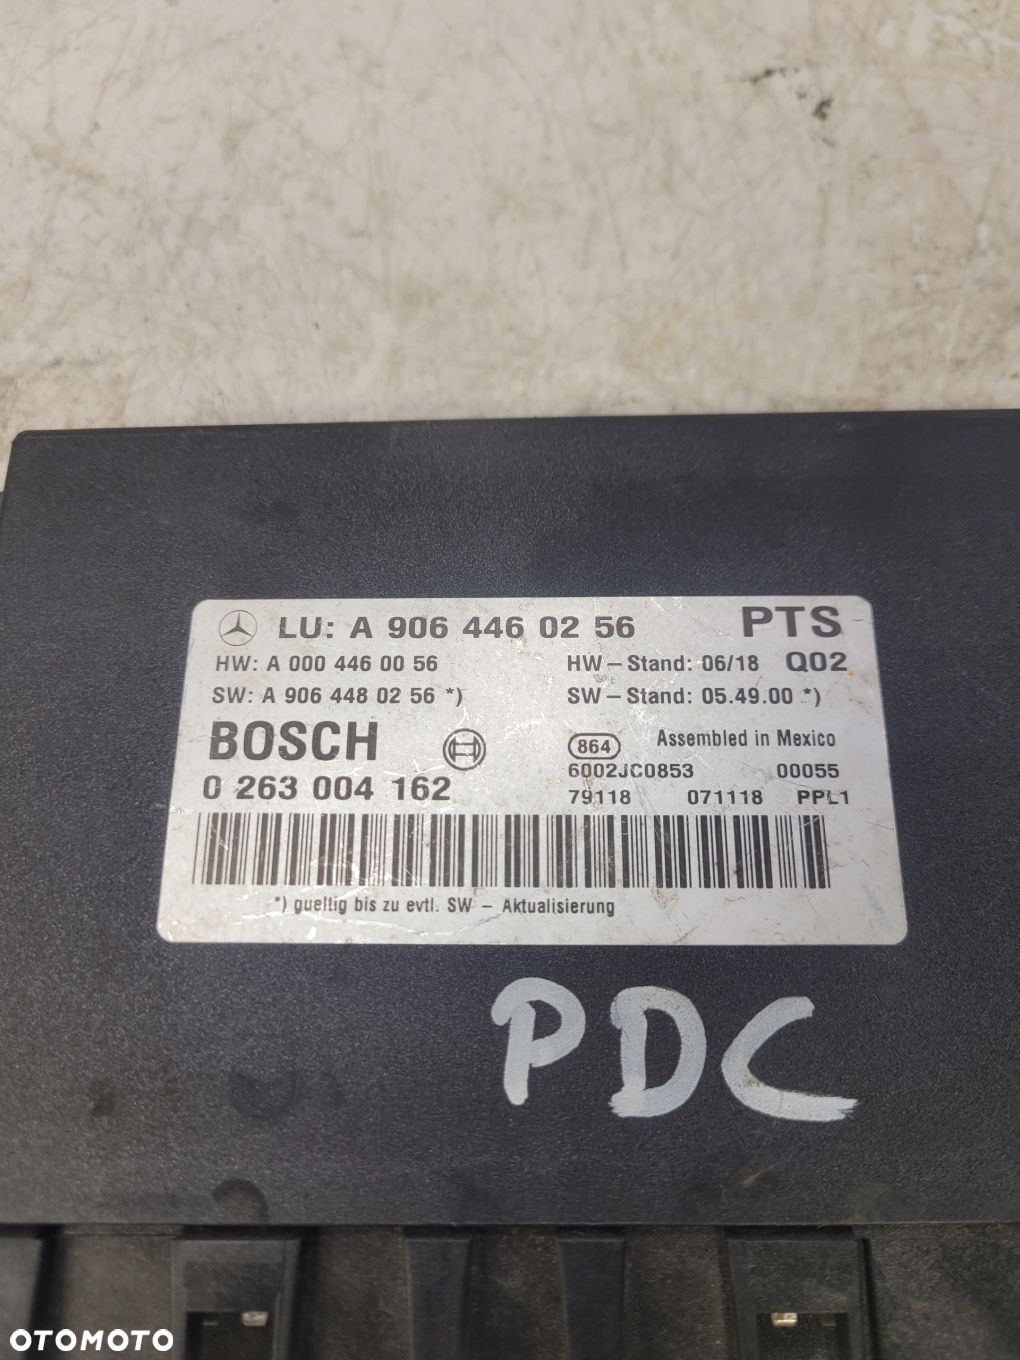 LU: A 906 446 02 56 PTS
HW: A 000 446 00 56 HW – Stand: 06/18 Q02
SW: A 906 448 02 56 *) SW – Stand: 05.49.00 *)
BOSCH 864 Assembled in Mexico
6002JC0853 00055
0 263 004 162 79118 071118 PPL1
*) gueltig bis zu evtl. SW – Aktualisierung
PDC
OTOMOTO